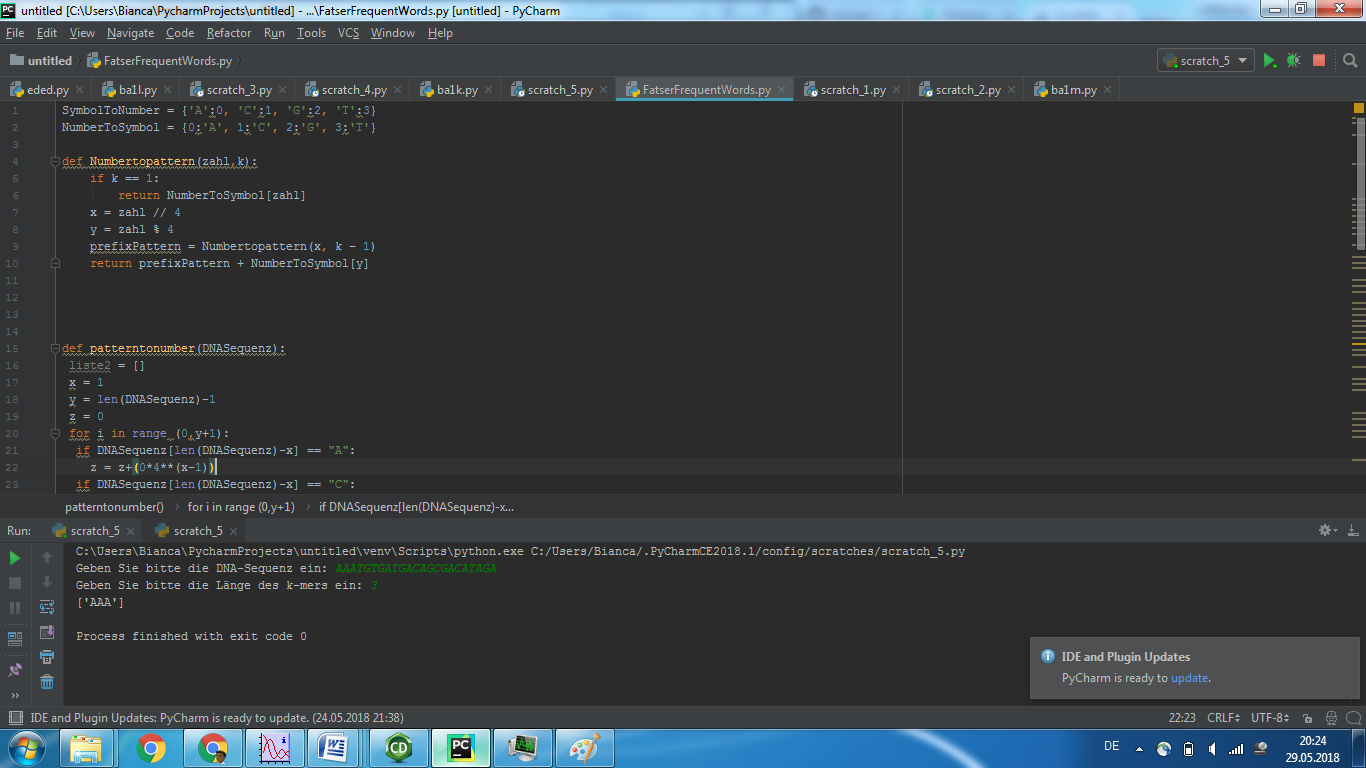 untitled [C:\Users\Bianca\PycharmProjects\untitled] - ...\FatserFrequentWords.py [untitled] - PyCharm
File Edit View Navigate Code Refactor Run Tools VCS Window Help
untitled FatserFrequentWords.py scratch_5
eded.py ba1l.py scratch_3.py scratch_4.py ba1k.py scratch_5.py FatserFrequentWords.py scratch_1.py scratch_2.py ba1m.py
1 SymbolToNumber = {'A':0, 'C':1, 'G':2, 'T':3}
2 NumberToSymbol = {0:'A', 1:'C', 2:'G', 3:'T'}
3
4 def Numbertopattern(zahl,k):
5 if k == 1:
6 return NumberToSymbol[zahl]
7 x = zahl // 4
8 y = zahl % 4
9 prefixPattern = Numbertopattern(x, k - 1)
10 return prefixPattern + NumberToSymbol[y]
11
12
13
14
15 def patterntonumber(DNASequenz):
16 liste2 = []
17 x = 1
18 y = len(DNASequenz)-1
19 z = 0
20 for i in range (0,y+1):
21 if DNASequenz[len(DNASequenz)-x] == "A":
22 z = z+(0*4**(x-1))
23 if DNASequenz[len(DNASequenz)-x] == "C":
patterntonumber() for i in range (0,y+1) if DNASequenz[len(DNASequenz)-x...
Run: scratch_5 scratch_5
C:\Users\Bianca\PycharmProjects\untitled\venv\Scripts\python.exe C:/Users/Bianca/.PyCharmCE2018.1/config/scratches/scratch_5.py
Geben Sie bitte die DNA-Sequenz ein: AAATGTGATGACAGCGACATAGA
Geben Sie bitte die Länge des k-mers ein: 3
['AAA']
Process finished with exit code 0
IDE and Plugin Updates
PyCharm is ready to update.
IDE and Plugin Updates: PyCharm is ready to update. (24.05.2018 21:38) 22:23 CRLF UTF-8
DE 20:24
29.05.2018